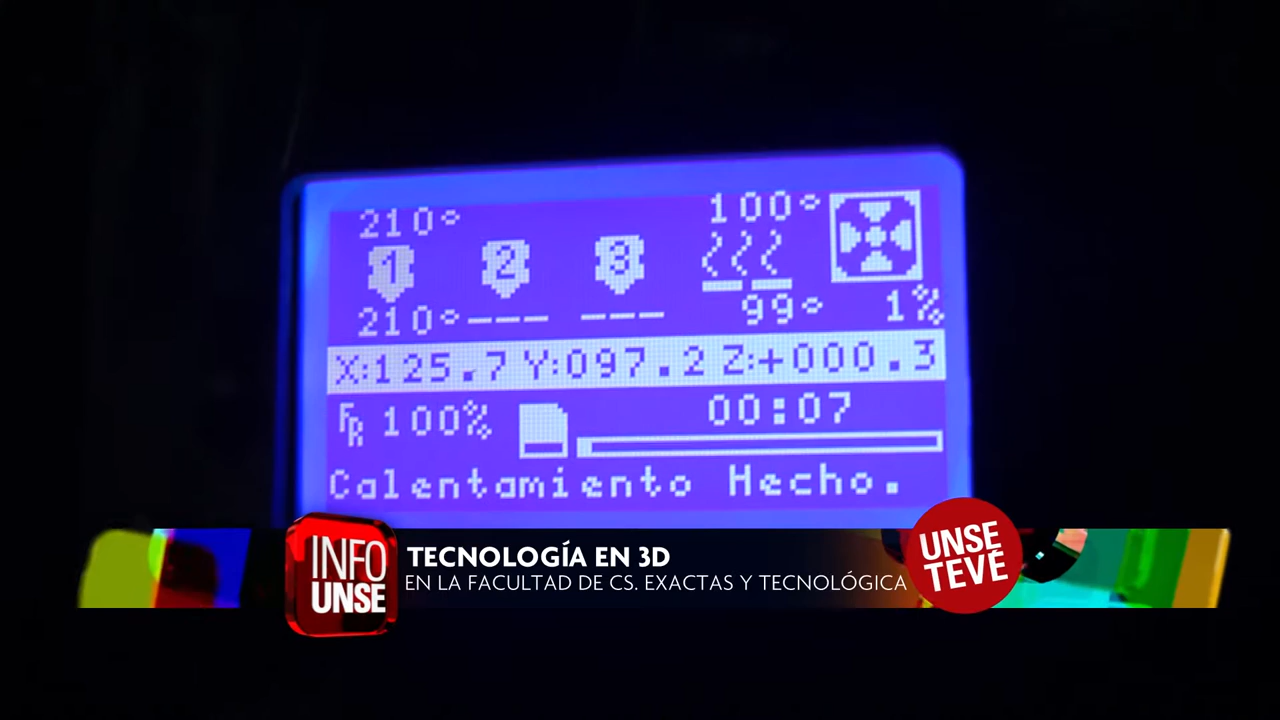 210° 100°
1 2 3
210° --- --- 99° 1%
X:125.7 Y:097.2 Z:+000.3
FR 100% 00:07
Calentamiento Hecho.
INFO
UNSE
TECNOLOGÍA EN 3D
EN LA FACULTAD DE CS. EXACTAS Y TECNOLÓGICA
UNSE
TEVÉ